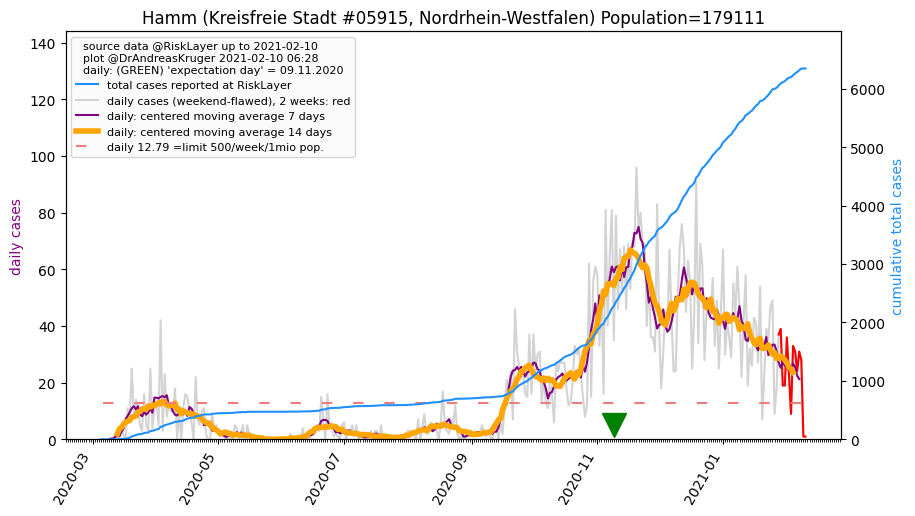 Hamm (Kreisfreie Stadt #05915, Nordrhein-Westfalen) Population=179111
source data @RiskLayer up to 2021-02-10
plot @DrAndreasKruger 2021-02-10 06:28
daily: (GREEN) 'expectation day' = 09.11.2020
total cases reported at RiskLayer
daily cases (weekend-flawed), 2 weeks: red
daily: centered moving average 7 days
daily: centered moving average 14 days
daily 12.79 =limit 500/week/1mio pop.
daily cases
140
120
100
80
60
40
20
0
cumulative total cases
6000
5000
4000
3000
2000
1000
0
2020-03
2020-05
2020-07
2020-09
2020-11
2021-01